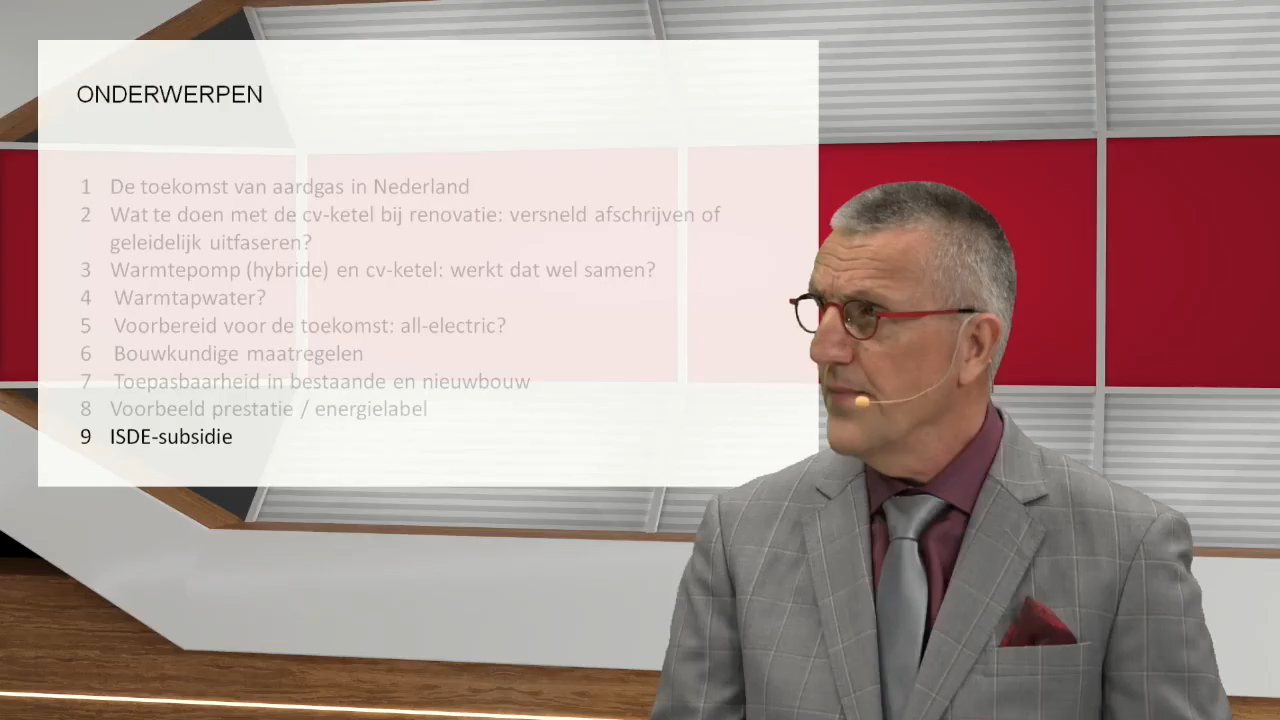 ONDERWERPEN
1 De toekomst van aardgas in Nederland
2 Wat te doen met de cv-ketel bij renovatie: versneld afschrijven of
geleidelijk uitfaseren?
3 Warmtepomp (hybride) en cv-ketel: werkt dat wel samen?
4 Warmtapwater?
5 Voorbereid voor de toekomst: all-electric?
6 Bouwkundige maatregelen
7 Toepasbaarheid in bestaande en nieuwbouw
8 Voorbeeld prestatie / energielabel
9 ISDE-subsidie